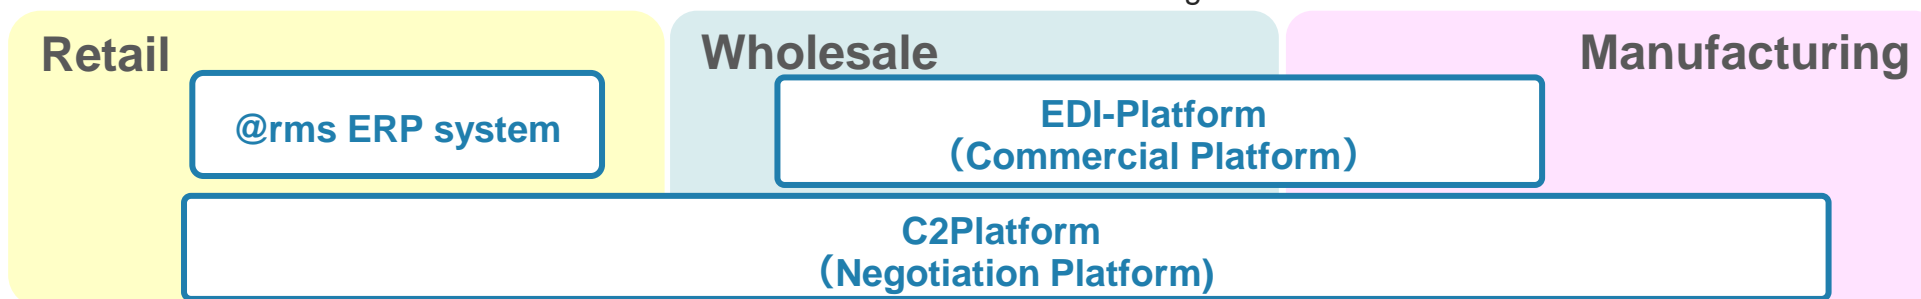 Retail
Wholesale
Manufacturing
@rms ERP system
EDI-Platform
（Commercial Platform）
C2Platform
（Negotiation Platform)